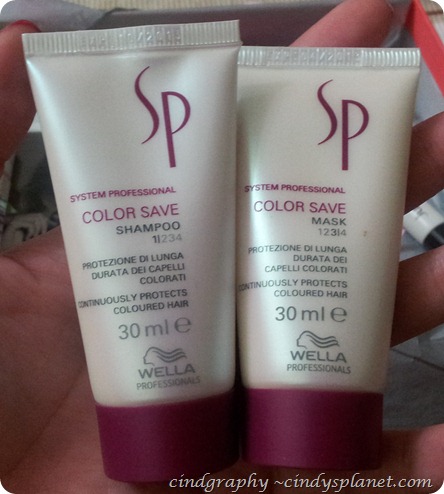 SP
SYSTEM PROFESSIONAL
COLOR SAVE
SHAMPOO
1|234
PROTEZIONE DI LUNGA
DURATA DEI CAPELLI
COLORATI
CONTINUOUSLY PROTECTS
COLOURED HAIR
30 ml e
WELLA
PROFESSIONALS
SP
SYSTEM PROFESSIONAL
COLOR SAVE
MASK
123|4
PROTEZIONE DI LUNGA
DURATA DEI
CAPELLI COLORATI
CONTINUOUSLY PROTECTS
COLOURED HAIR
30 ml e
WELLA
PROFESSIONALS
cindgraphy ~cindysplanet.com